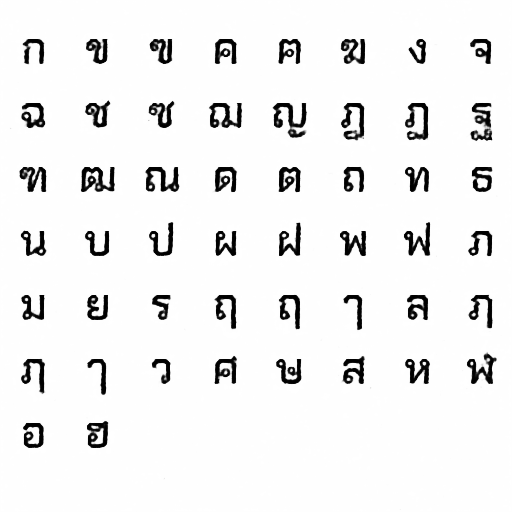 ก ข ฃ ค ฅ ฆ ง จ
ฉ ช ซ ฌ ญ ฎ ฏ ฐ
ฑ ฒ ณ ด ต ถ ท ธ
น บ ป ผ ฝ พ ฟ ภ
ม ย ร ฤ ฤ ๅ ล ฦ
ฦ ๅ ว ศ ษ ส ห ฬ
อ ฮ